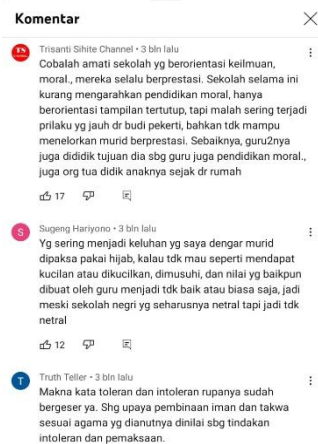 Komentar
TS
Trisanti Sihite Channel • 3 bln lalu
Cobalah amati sekolah yg berorientasi keilmuan,
moral., mereka selalu berprestasi. Sekolah selama ini
kurang mengarahkan pendidikan moral, hanya
berorientasi tampilan tertutup, tapi malah sering terjadi
prilaku yg jauh dr budi pekerti, bahkan tdk mampu
menelorkan murid berprestasi. Sebaiknya, guru2nya
juga dididik tujuan dia sbg guru juga pendidikan moral.,
juga org tua didik anaknya sejak dr rumah
17
S
Sugeng Hariyono • 3 bln lalu
Yg sering menjadi keluhan yg saya dengar murid
dipaksa pakai hijab, kalau tdk mau seperti mendapat
kucilan atau dikucilkan, dimusuhi, dan nilai yg baikpun
dibuat oleh guru menjadi tdk baik atau biasa saja, jadi
meski sekolah negri yg seharusnya netral tapi jadi tdk
netral
12
T
Truth Teller • 3 bln lalu
Makna kata toleran dan intoleran rupanya sudah
bergeser ya. Shg upaya pembinaan iman dan takwa
sesuai agama yg dianutnya dinilai sbg tindakan
intoleran dan pemaksaan.